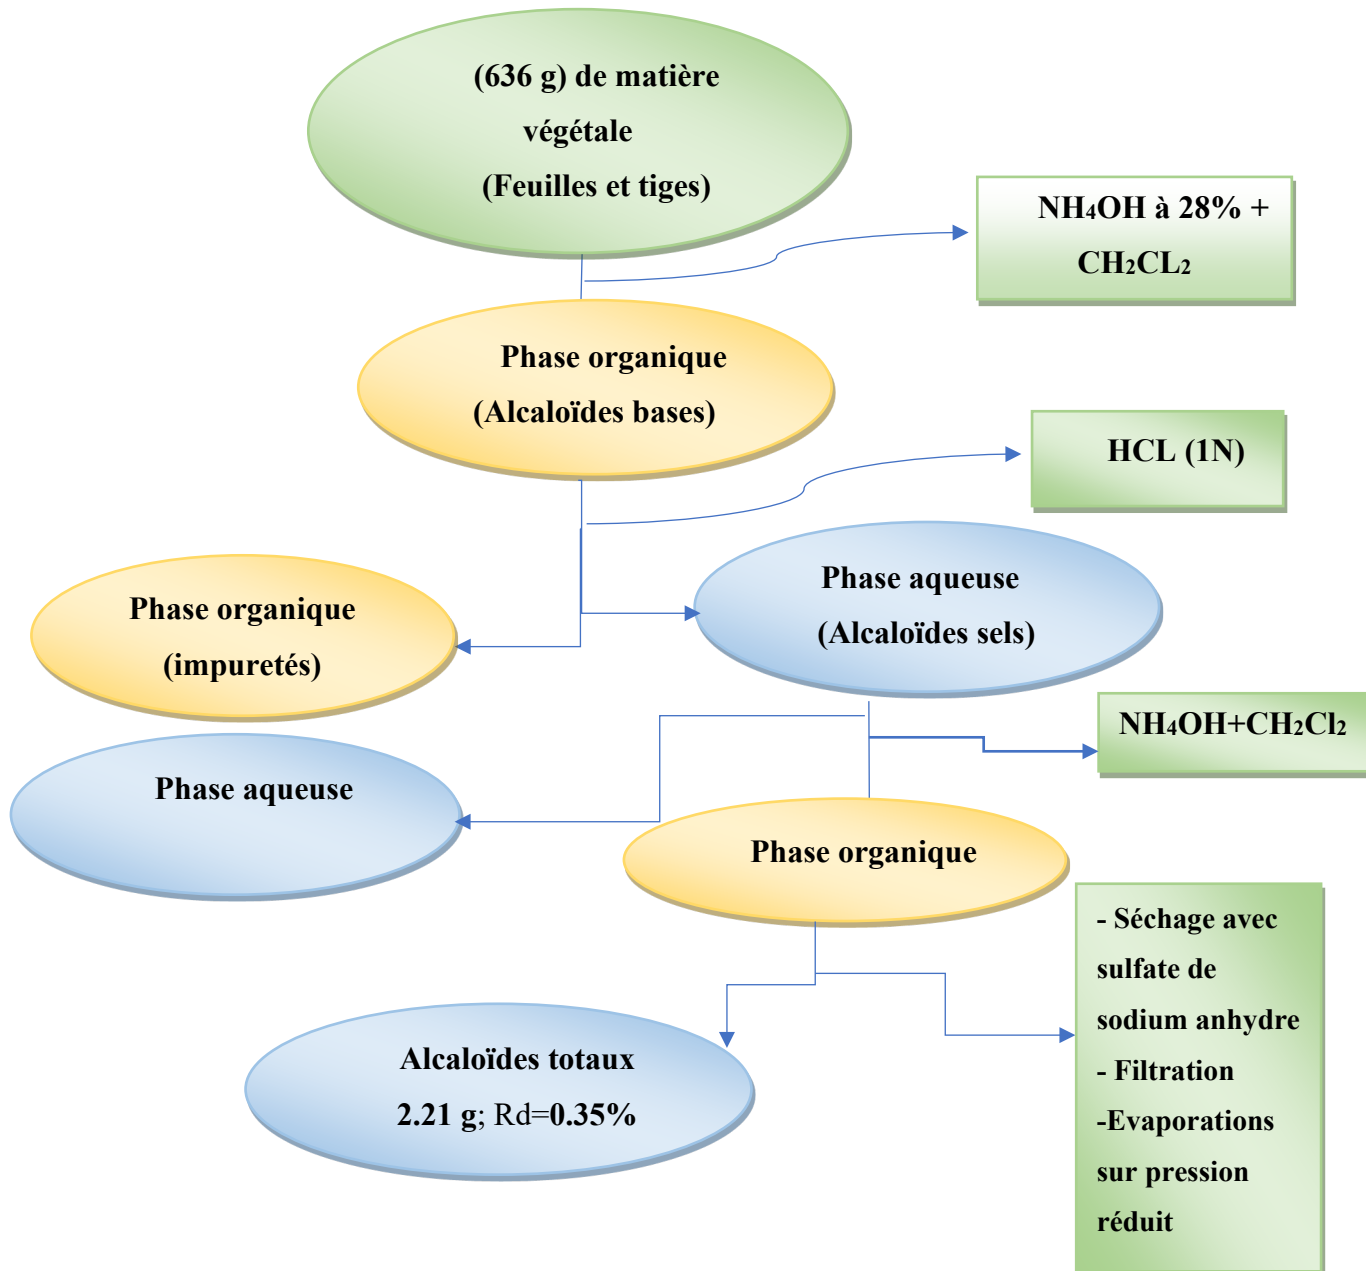 (636 g) de matière
végétale
(Feuilles et tiges)
NH₄OH à 28% +
CH₂CL₂
Phase organique
(Alcaloïdes bases)
HCL (1N)
Phase organique
(impuretés)
Phase aqueuse
(Alcaloïdes sels)
NH₄OH+CH₂Cl₂
Phase aqueuse
Phase organique
- Séchage avec
sulfate de
sodium anhydre
- Filtration
-Evaporations
sur pression
réduit
Alcaloïdes totaux
2.21 g; Rd=0.35%